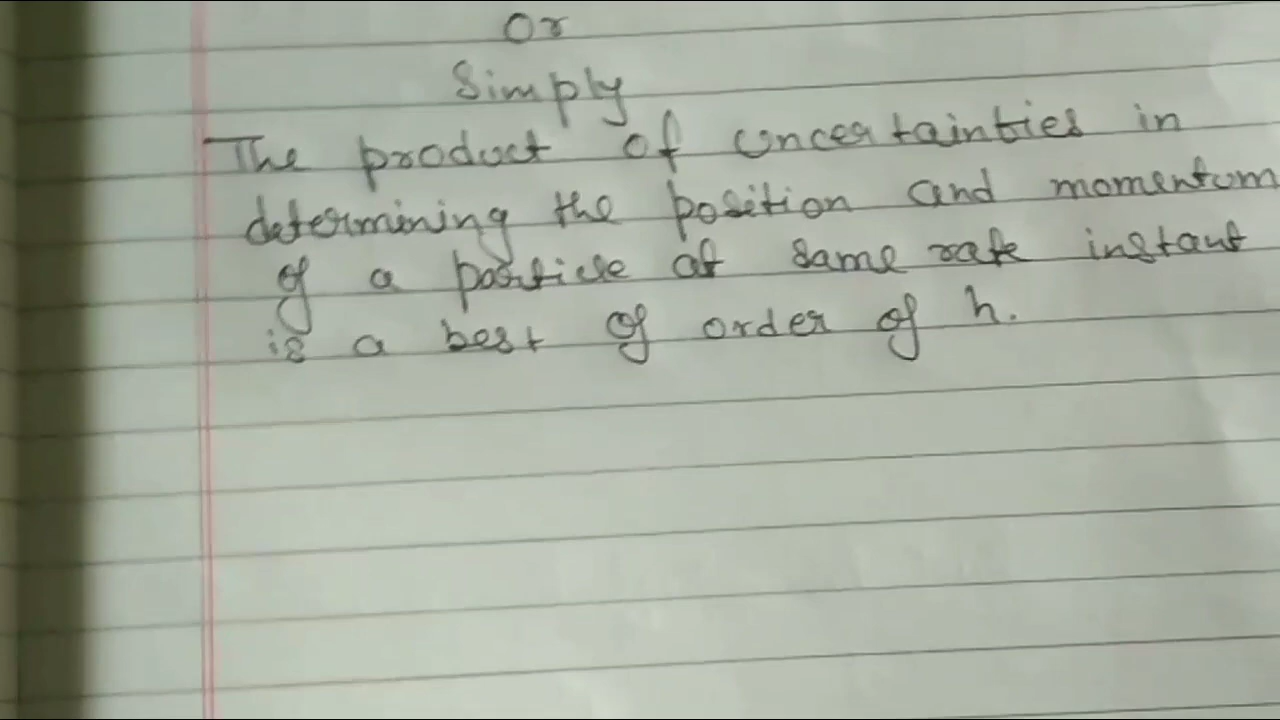 Or
Simply
The product of uncertainties in
determining the position and momentum
of a particle at same rate instant
is a best of order of h.